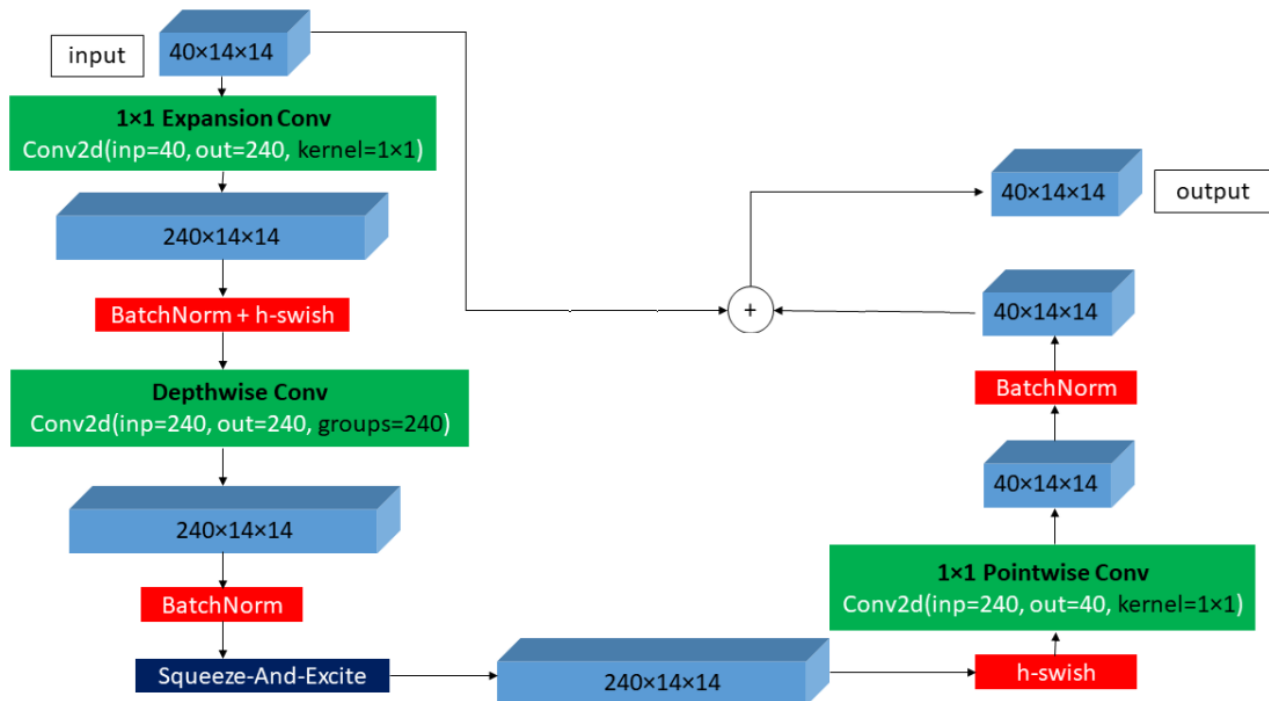 input
40×14×14
1×1 Expansion Conv
Conv2d(inp=40, out=240, kernel=1×1)
240×14×14
BatchNorm + h-swish
Depthwise Conv
Conv2d(inp=240, out=240, groups=240)
240×14×14
BatchNorm
Squeeze-And-Excite
240×14×14
h-swish
1×1 Pointwise Conv
Conv2d(inp=240, out=40, kernel=1×1)
40×14×14
BatchNorm
40×14×14
+
40×14×14
output